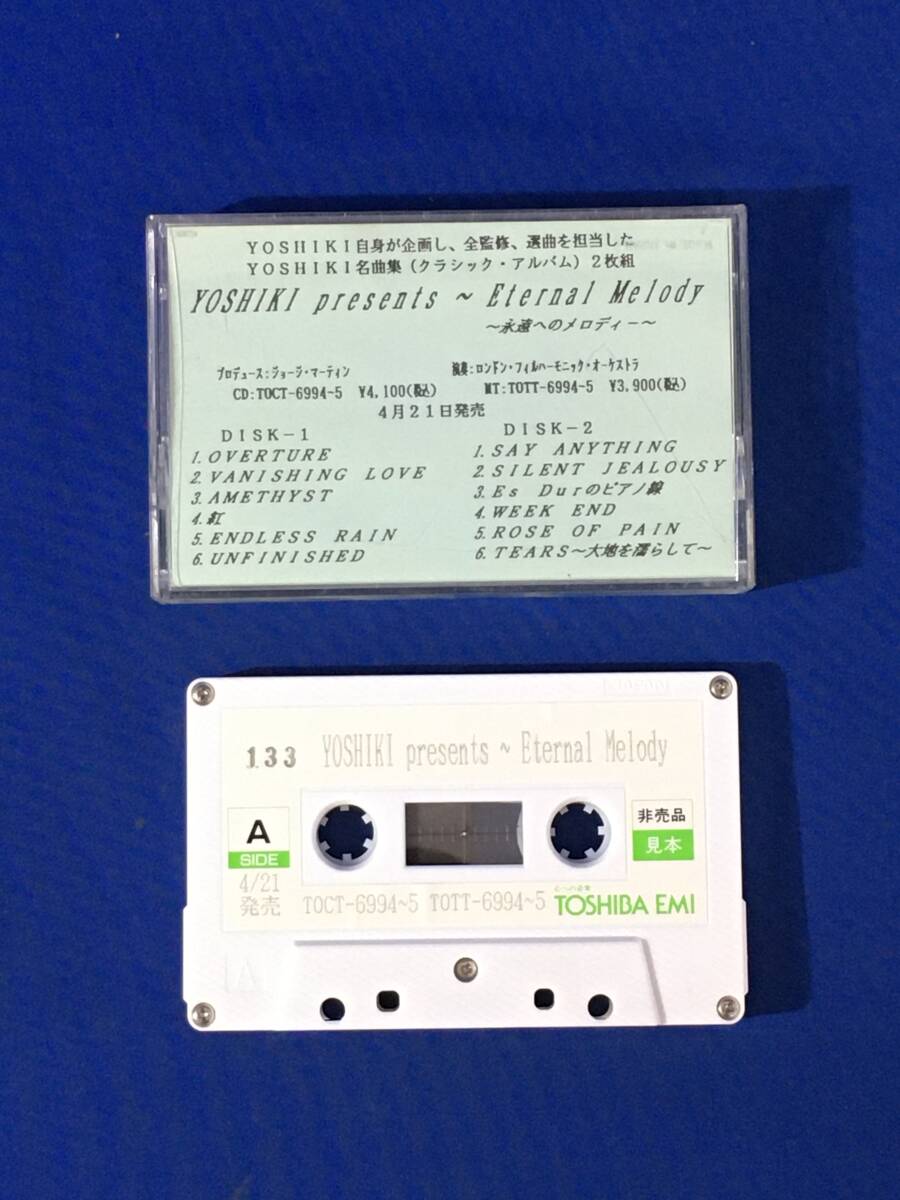 YOSHIKI自身が企画し、全監修、選曲を担当した
YOSHIKI名曲集（クラシック・アルバム）２枚組
YOSHIKI presents ~ Eternal Melody
～永遠へのメロディー～
プロデュース：ジョージ・マーティン　演奏：ロンドン・フィルハーモニック・オーケストラ
CD:TOCT-6994~5 ¥4,100(税込)　MT:TOTT-6994~5 ¥3,900(税込)
４月２１日発売
DISK-1
1.OVERTURE
2.VANISHING LOVE
3.AMETHYST
4.紅
5.ENDLESS RAIN
6.UNFINISHED
DISK-2
1.SAY ANYTHING
2.SILENT JEALOUSY
3.Es Durのピアノ線
4.WEEK END
5.ROSE OF PAIN
6.TEARS～大地を濡らして～
133 YOSHIKI presents ~ Eternal Melody
A
SIDE
非売品
見本
4/21
発売
TOCT-6994~5 TOTT-6994~5
TOSHIBA EMI
A